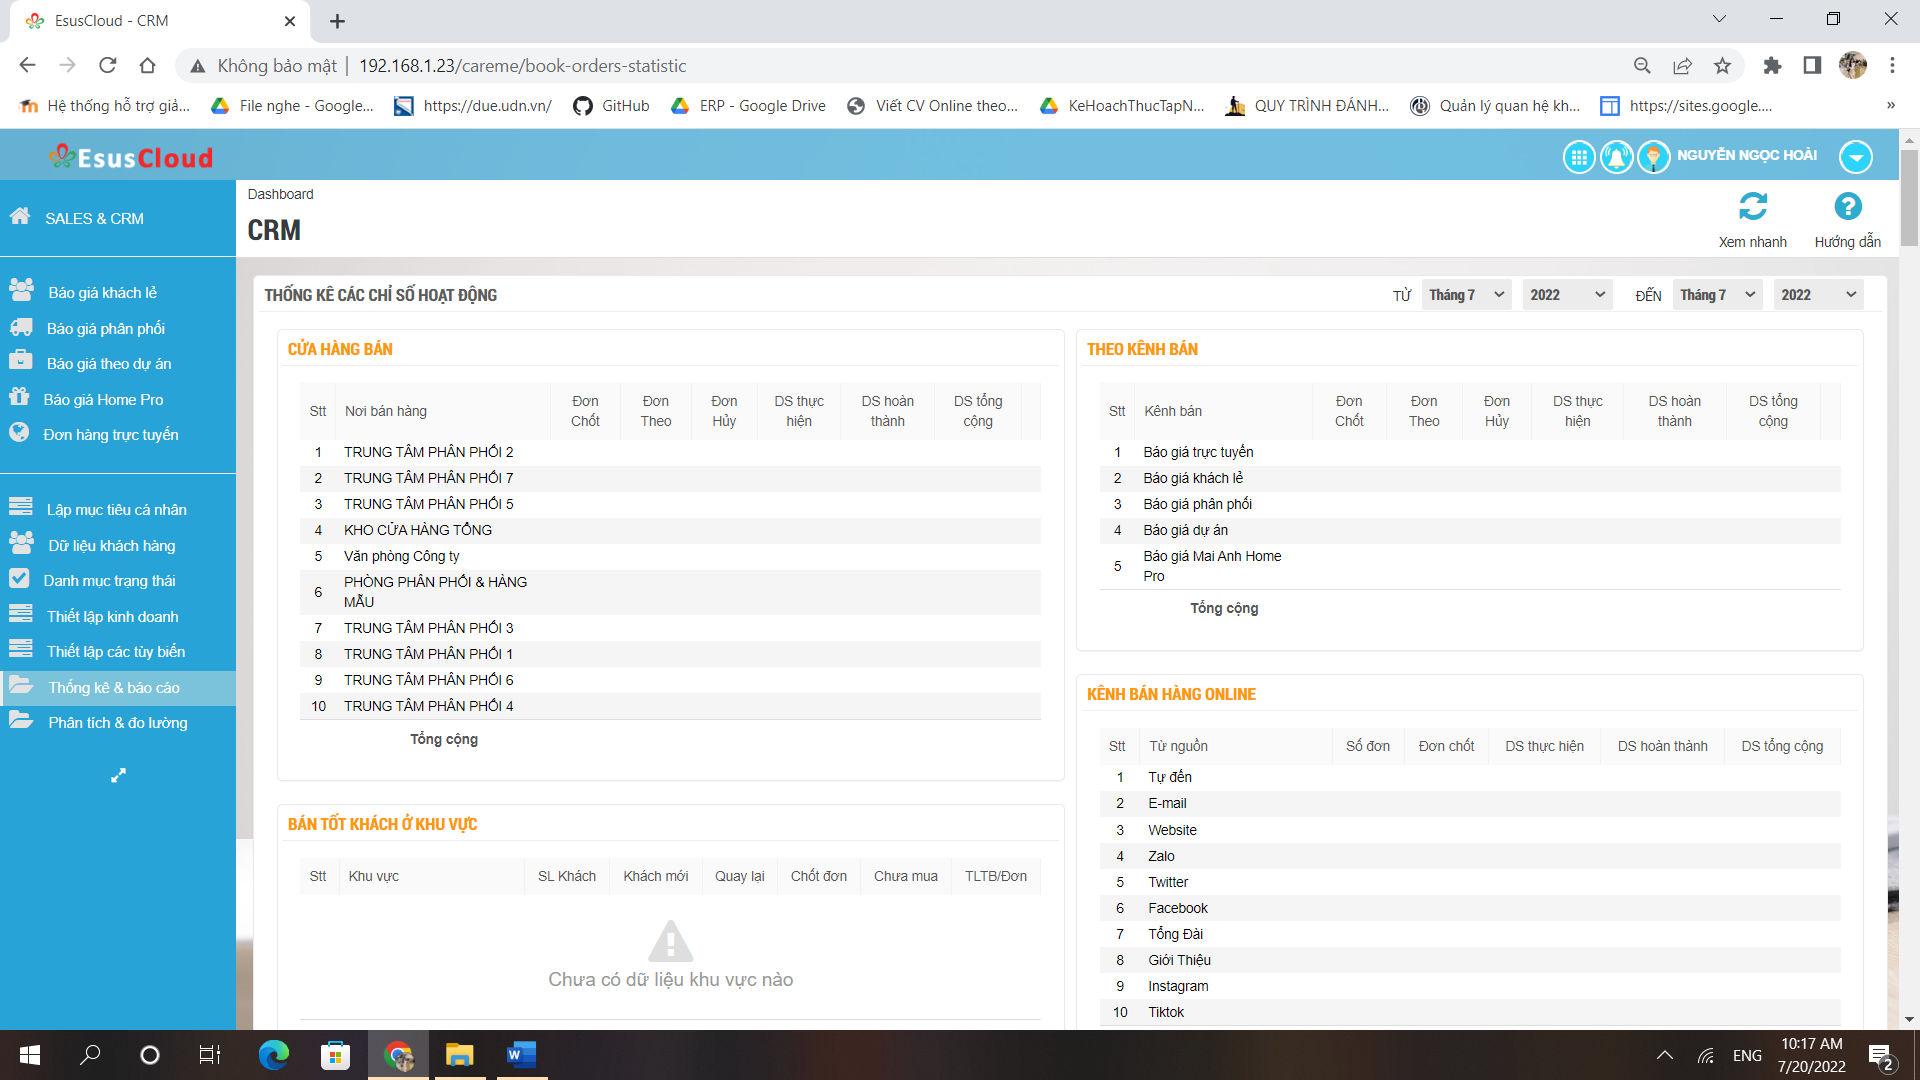 EsusCloud - CRM
Không bảo mật
192.168.1.23/careme/book-orders-statistic
Hệ thống hỗ trợ giả...
File nghe - Google...
https://due.udn.vn/
GitHub
ERP - Google Drive
Viết CV Online theo...
KeHoachThucTapN...
QUY TRÌNH ĐÁNH...
Quản lý quan hệ kh...
https://sites.google....
EsusCloud
NGUYỄN NGỌC HOÀI
SALES & CRM
Báo giá khách lẻ
Báo giá phân phối
Báo giá theo dự án
Báo giá Home Pro
Đơn hàng trực tuyến
Lập mục tiêu cá nhân
Dữ liệu khách hàng
Danh mục trạng thái
Thiết lập kinh doanh
Thiết lập các tùy biến
Thống kê & báo cáo
Phân tích & đo lường
Dashboard
CRM
Xem nhanh
Hướng dẫn
THỐNG KÊ CÁC CHỈ SỐ HOẠT ĐỘNG
TỪ Tháng 7 2022 ĐẾN Tháng 7 2022
CỬA HÀNG BÁN
Stt Nơi bán hàng Đơn Chốt Đơn Theo Đơn Hủy DS thực hiện DS hoàn thành DS tổng cộng
1 TRUNG TÂM PHÂN PHỐI 2
2 TRUNG TÂM PHÂN PHỐI 7
3 TRUNG TÂM PHÂN PHỐI 5
4 KHO CỬA HÀNG TỔNG
5 Văn phòng Công ty
6 PHÒNG PHÂN PHỐI & HÀNG
MẪU
7 TRUNG TÂM PHÂN PHỐI 3
8 TRUNG TÂM PHÂN PHỐI 1
9 TRUNG TÂM PHÂN PHỐI 6
10 TRUNG TÂM PHÂN PHỐI 4
Tổng cộng
BÁN TỐT KHÁCH Ở KHU VỰC
Stt Khu vực SL Khách Khách mới Quay lại Chốt đơn Chưa mua TLTB/Đơn
Chưa có dữ liệu khu vực nào
THEO KÊNH BÁN
Stt Kênh bán Đơn Chốt Đơn Theo Đơn Hủy DS thực hiện DS hoàn thành DS tổng cộng
1 Báo giá trực tuyến
2 Báo giá khách lẻ
3 Báo giá phân phối
4 Báo giá dự án
5 Báo giá Mai Anh Home
Pro
Tổng cộng
KÊNH BÁN HÀNG ONLINE
Stt Từ nguồn Số đơn Đơn chốt DS thực hiện DS hoàn thành DS tổng cộng
1 Tự đến
2 E-mail
3 Website
4 Zalo
5 Twitter
6 Facebook
7 Tổng Đài
8 Giới Thiệu
9 Instagram
10 Tiktok
ENG
10:17 AM
7/20/2022
2